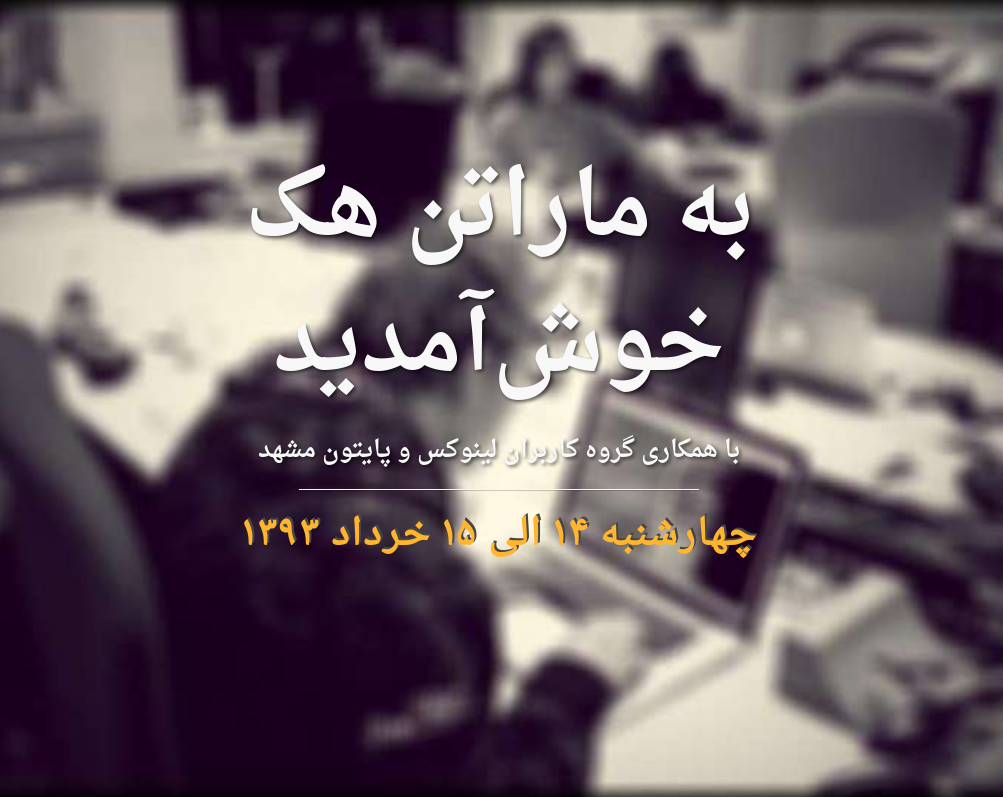 به ماراتن هک
خوش‌آمدید
با همکاری گروه کاربران لینوکس و پایتون مشهد
چهارشنبه ۱۴ الی ۱۵ خرداد ۱۳۹۳